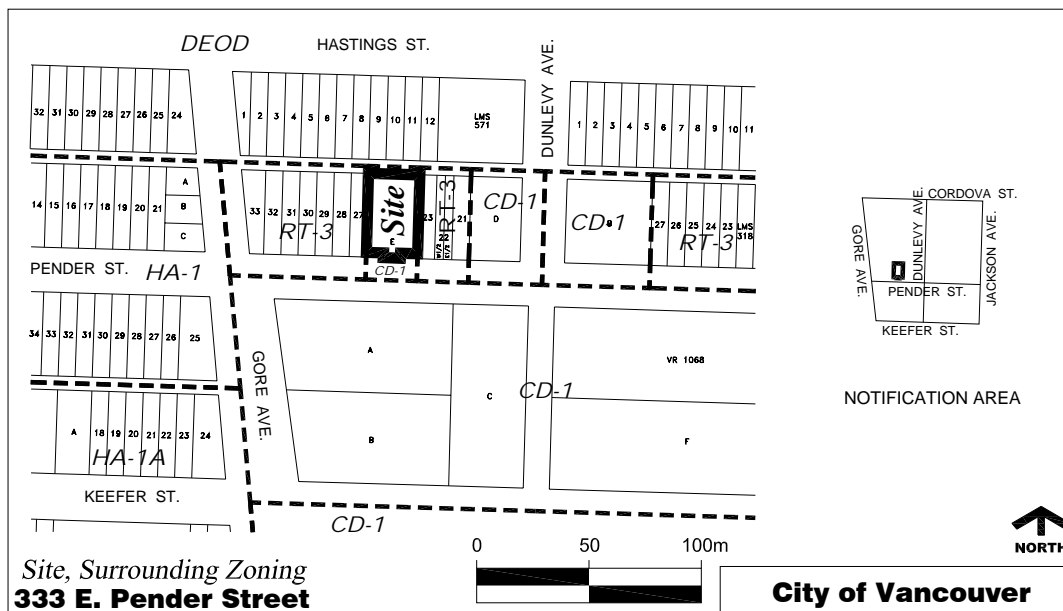 DEOD
HASTINGS ST.
DUNLEVY AVE.
32 31 30 29 28 27 26 25 24
1 2 3 4 5 6 7 8 9 10 11 12 LMS 571
1 2 3 4 5 6 7 8 9 10 11
14 15 16 17 18 19 20 21 A
B
C
33 32 31 30 29 28 27
RT-3
Site
E
CD-1
23
22
RT-3
21
D
CD-1
CD-1
27 26 25 24 23 LMS 318
RT-3
PENDER ST.
HA-1
34 33 32 31 30 29 28 27 26 25
GORE AVE.
A
B
C
CD-1
VR 1068
F
A 18 19 20 21 22 23 24
HA-1A
KEEFER ST.
CD-1
CORDOVA ST.
GORE AVE.
DUNLEVY AVE.
JACKSON AVE.
PENDER ST.
KEEFER ST.
NOTIFICATION AREA
0 50 100m
NORTH
Site, Surrounding Zoning
333 E. Pender Street
City of Vancouver